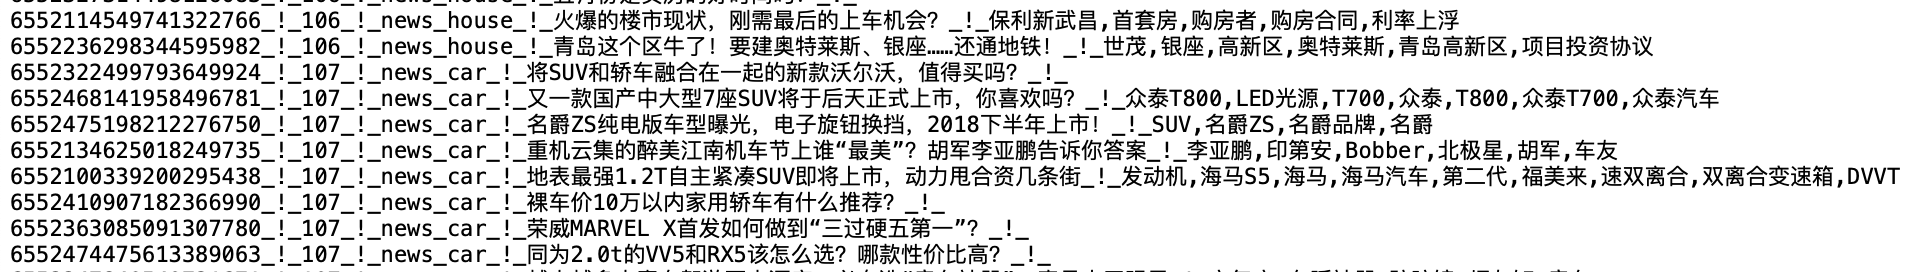 6552114549741322766_!_106_!_news_house_!_火爆的楼市现状，刚需最后的上车机会？_!_保利新武昌,首套房,购房者,购房合同,利率上浮
6552236298344595982_!_106_!_news_house_!_青岛这个区牛了！要建奥特莱斯、银座……还通地铁！_!_世茂,银座,高新区,奥特莱斯,青岛高新区,项目投资协议
6552322499793649924_!_107_!_news_car_!_将SUV和轿车融合在一起的新款沃尔沃，值得买吗？_!_
6552468141958496781_!_107_!_news_car_!_又一款国产中大型7座SUV将于后天正式上市，你喜欢吗？_!_众泰T800,LED光源,T700,众泰,T800,众泰T700,众泰汽车
6552475198212276750_!_107_!_news_car_!_名爵ZS纯电版车型曝光，电子旋钮换挡，2018下半年上市！_!_SUV,名爵ZS,名爵品牌,名爵
6552134625018249735_!_107_!_news_car_!_重机云集的醉美江南机车节上谁“最美”？胡军李亚鹏告诉你答案_!_李亚鹏,印第安,Bobber,北极星,胡军,车友
6552100339200295438_!_107_!_news_car_!_地表最强1.2T自主紧凑SUV即将上市，动力甩合资几条街_!_发动机,海马S5,海马,海马汽车,第二代,福美来,速双离合,双离合变速箱,DVVT
6552410907182366990_!_107_!_news_car_!_裸车价10万以内家用轿车有什么推荐？_!_
6552363085091307780_!_107_!_news_car_!_荣威MARVEL X首发如何做到“三过硬五第一”？_!_
6552474475613389063_!_107_!_news_car_!_同为2.0t的VV5和RX5该怎么选？哪款性价比高？_!_